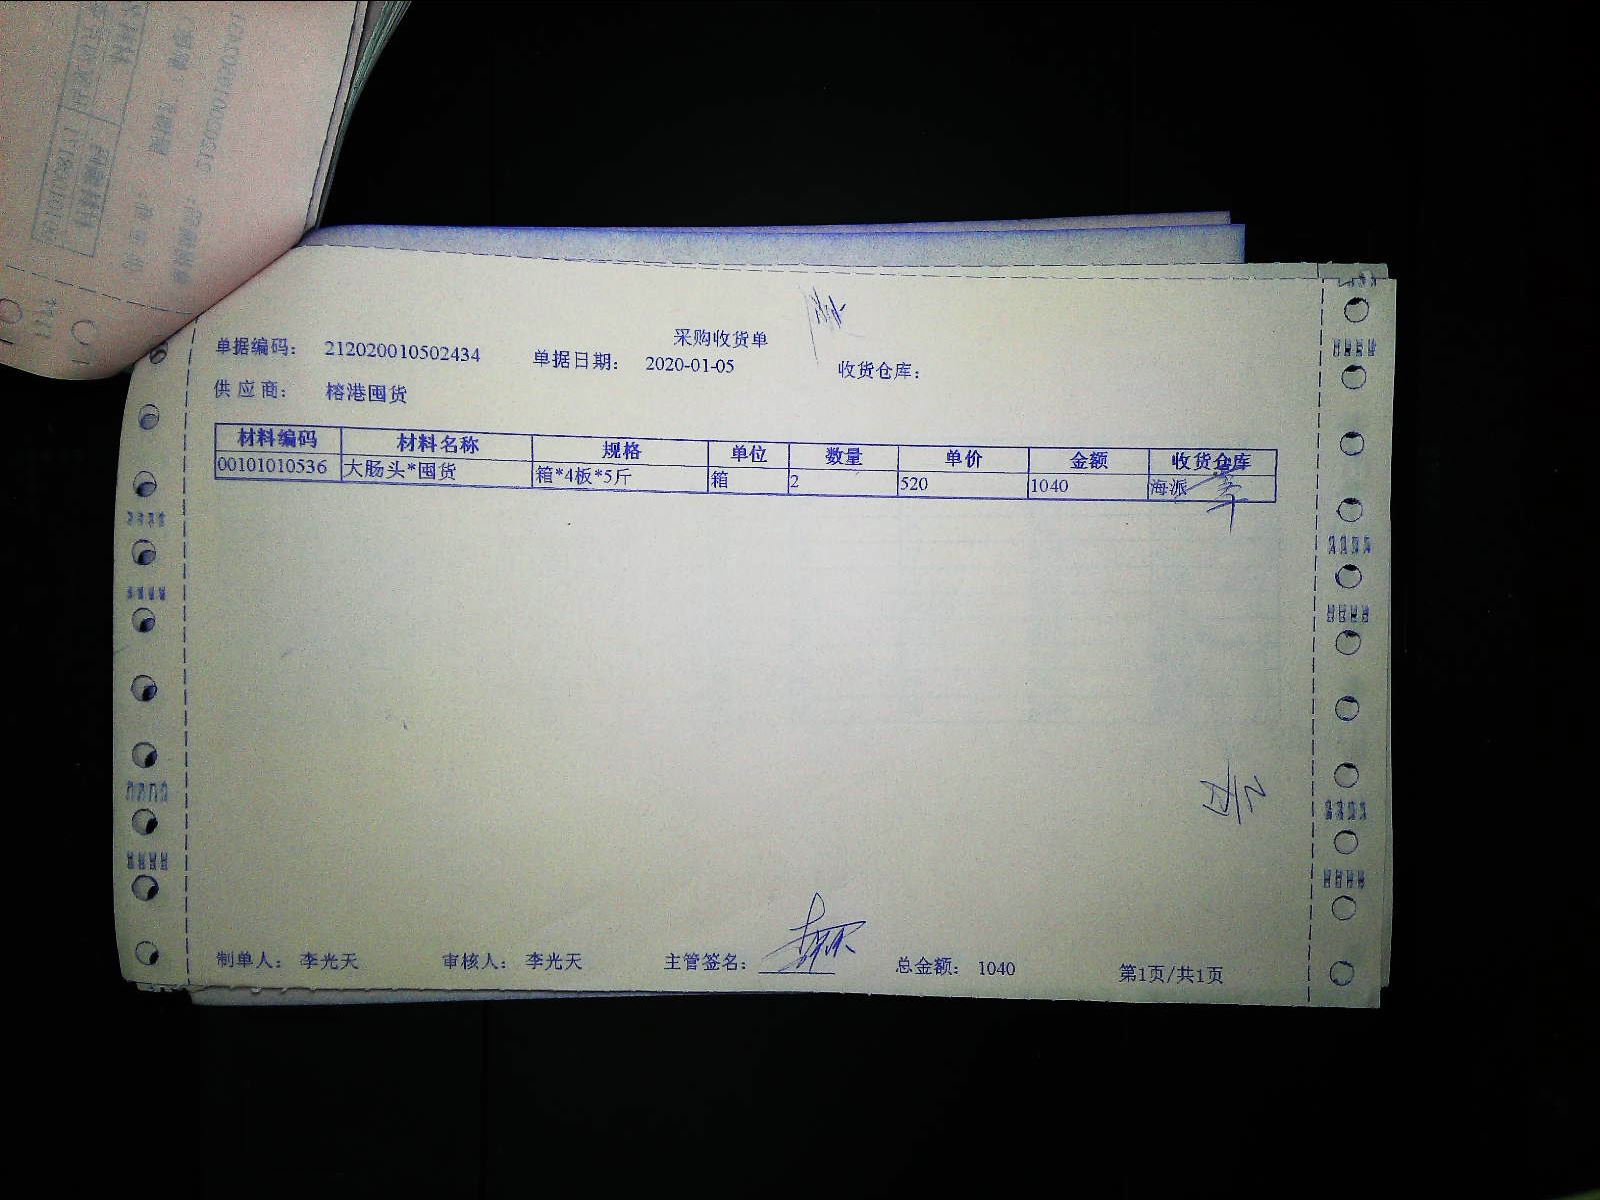 采购收货单
单据编码： 212020010502434 单据日期： 2020-01-05 收货仓库：
供 应 商： 榕港囤货
材料编码 材料名称 规格 单位 数量 单价 金额 收货仓库
00101010536 大肠头*囤货 箱*4板*5斤 箱 2 520 1040 海派
制单人： 李光天 审核人： 李光天 主管签名： 总金额： 1040 第1页/共1页